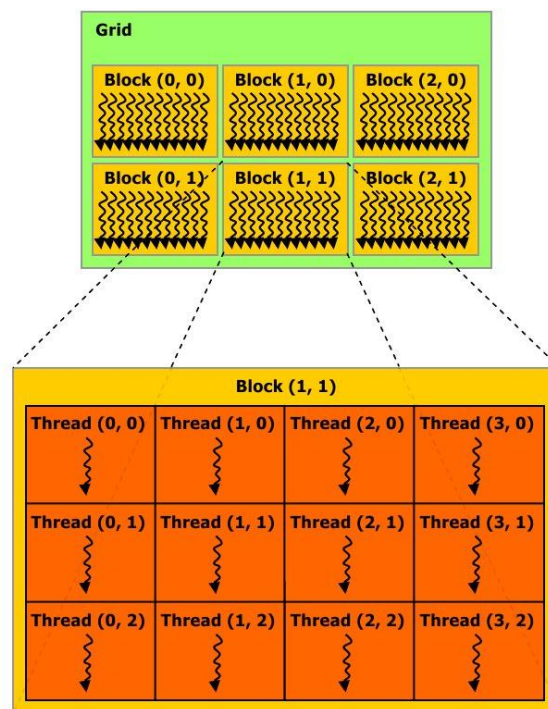 Grid
Block (0, 0) Block (1, 0) Block (2, 0)
Block (0, 1) Block (1, 1) Block (2, 1)
Block (1, 1)
Thread (0, 0) Thread (1, 0) Thread (2, 0) Thread (3, 0)
Thread (0, 1) Thread (1, 1) Thread (2, 1) Thread (3, 1)
Thread (0, 2) Thread (1, 2) Thread (2, 2) Thread (3, 2)